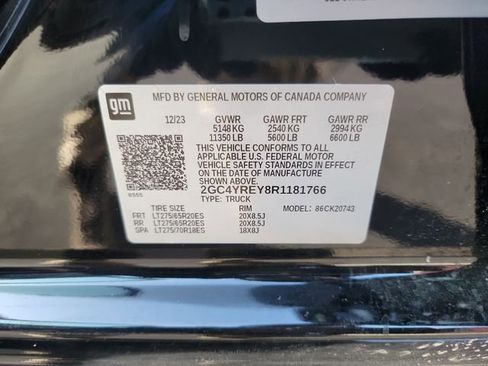 gm
MFD BY GENERAL MOTORS OF CANADA COMPANY
12/23 GVWR GAWR FRT GAWR RR
5148 KG 2540 KG 2994 KG
11350 LB 5600 LB 6600 LB
THIS VEHICLE CONFORMS TO ALL
APPLICABLE U.S. FEDERAL MOTOR
VEHICLE SAFETY STANDARDS IN EFFECT
ON THE DATE OF MANUFACTURE
SHOWN ABOVE.
2GC4YREY8R1181766
TYPE: TRUCK
TIRE SIZE RIM MODEL: 86CK20743
FRT LT275/65R20ES 20X8.5J
RR LT275/65R20ES 20X8.5J
SPA LT275/70R18ES 18X8J